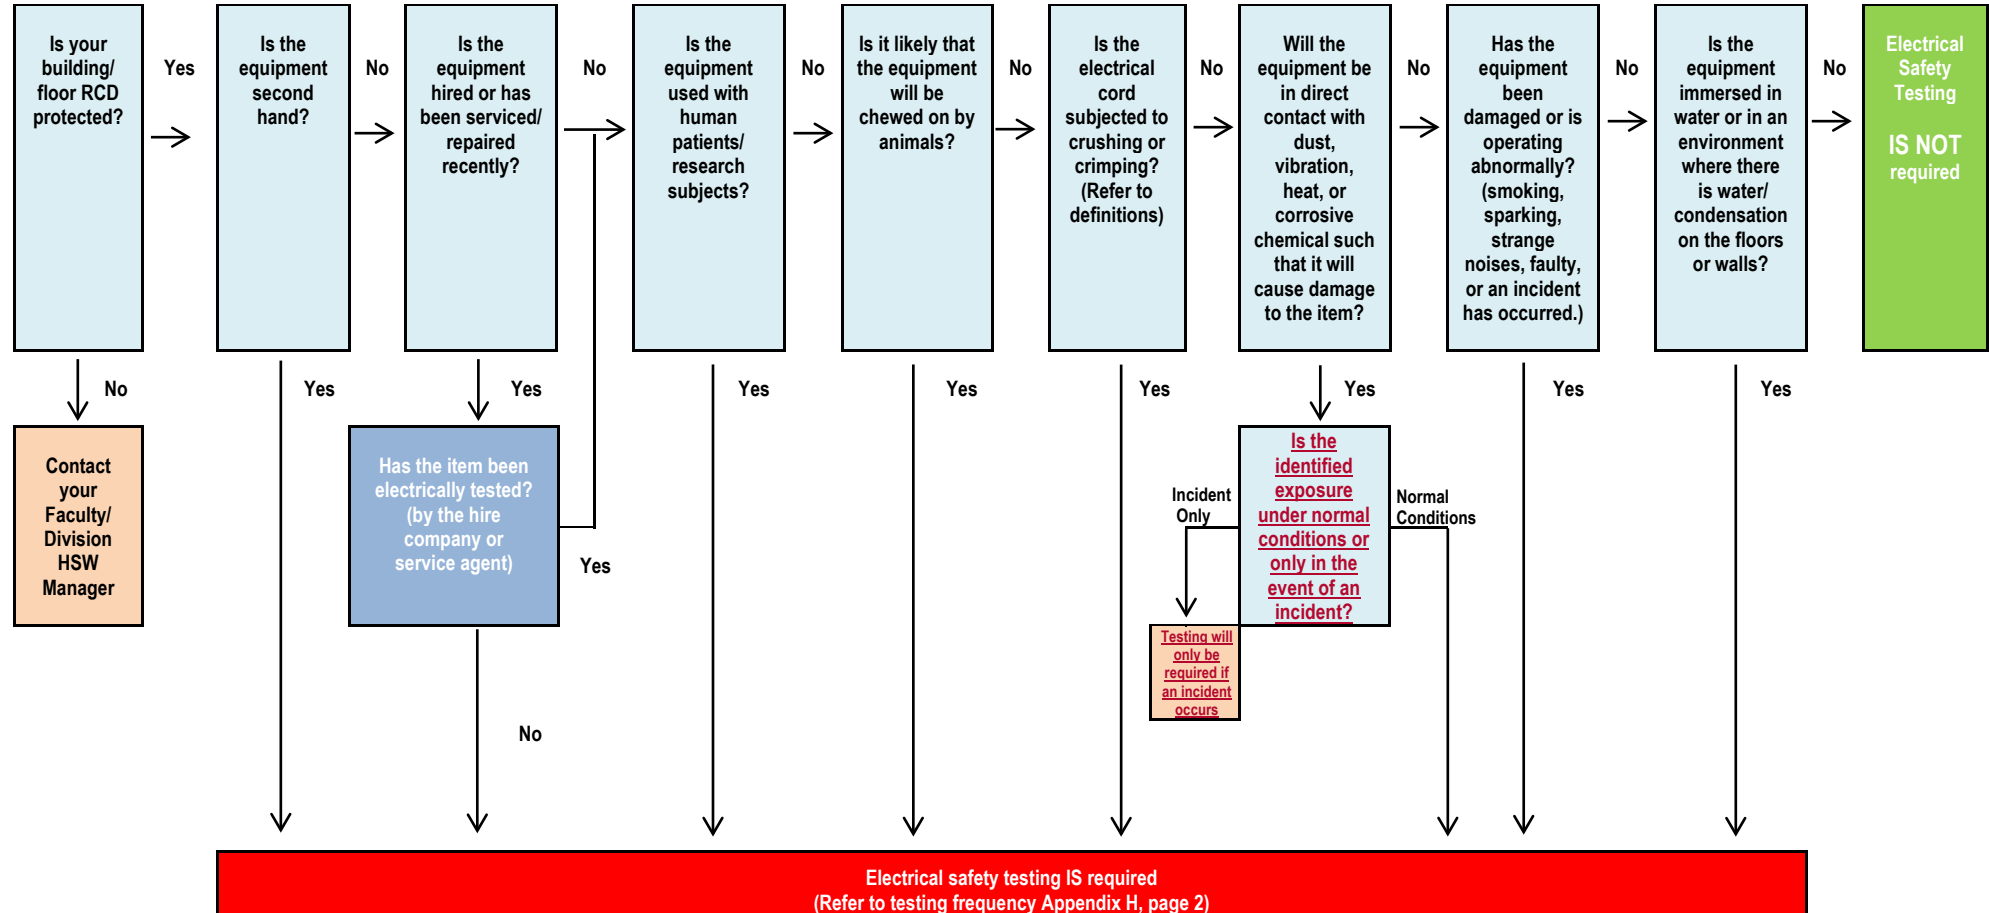 Is your
building/
floor RCD
protected?
Yes
Is the
equipment
second
hand?
No
Is the
equipment
hired or has
been serviced/
repaired
recently?
No
Is the
equipment
used with
human
patients/
research
subjects?
No
Is it likely that
the equipment
will be
chewed on by
animals?
No
Is the
electrical
cord
subjected to
crushing or
crimping?
(Refer to
definitions)
No
Will the
equipment be
in direct
contact with
dust,
vibration,
heat, or
corrosive
chemical such
that it will
cause damage
to the item?
No
Has the
equipment
been
damaged or is
operating
abnormally?
(smoking,
sparking,
strange
noises, faulty,
or an incident
has occurred.)
No
Is the
equipment
immersed in
water or in an
environment
where there
is water/
condensation
on the floors
or walls?
No
Electrical
Safety
Testing
IS NOT
required
No
Yes
Yes
Yes
Yes
Yes
Yes
Yes
Yes
Contact
your
Faculty/
Division
HSW
Manager
Has the item been
electrically tested?
(by the hire
company or
service agent)
Yes
No
Incident
Only
Is the
identified
exposure
under normal
conditions or
only in the
event of an
incident?
Normal
Conditions
Testing will
only be
required if
an incident
occurs
Electrical safety testing IS required
(Refer to testing frequency Appendix H, page 2)